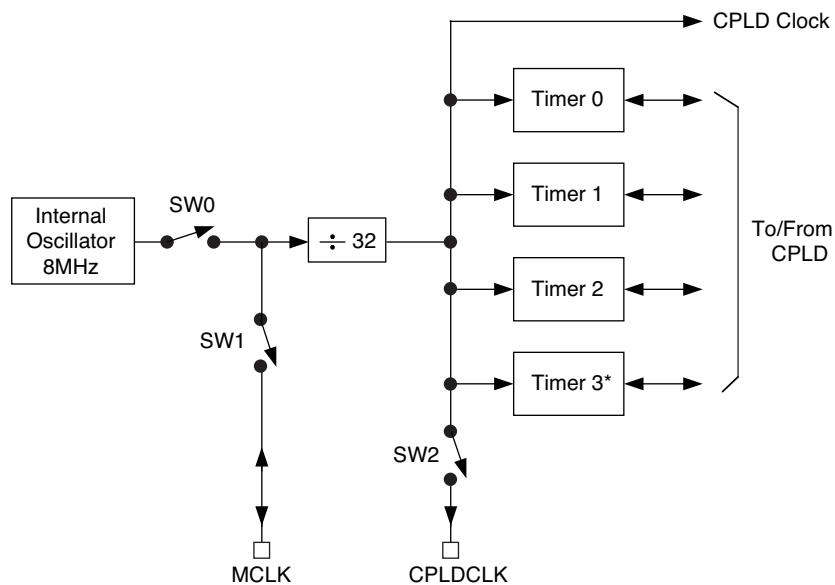 CPLD Clock
Timer 0
Timer 1
Timer 2
Timer 3*
To/From
CPLD
Internal
Oscillator
8MHz
SW0
÷ 32
SW1
SW2
MCLK
CPLDCLK